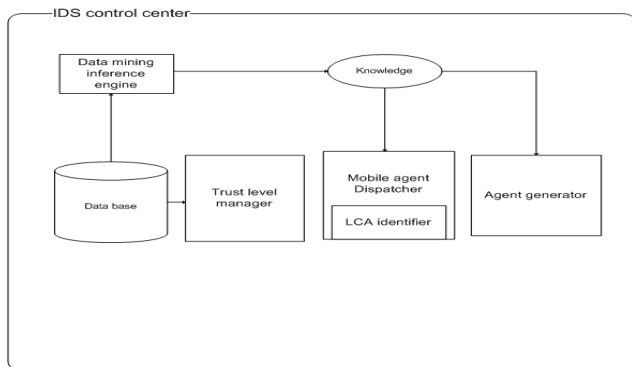 IDS control center
Data mining
inference
engine
Knowledge
Data base
Trust level
manager
Mobile agent
Dispatcher
LCA identifier
Agent generator